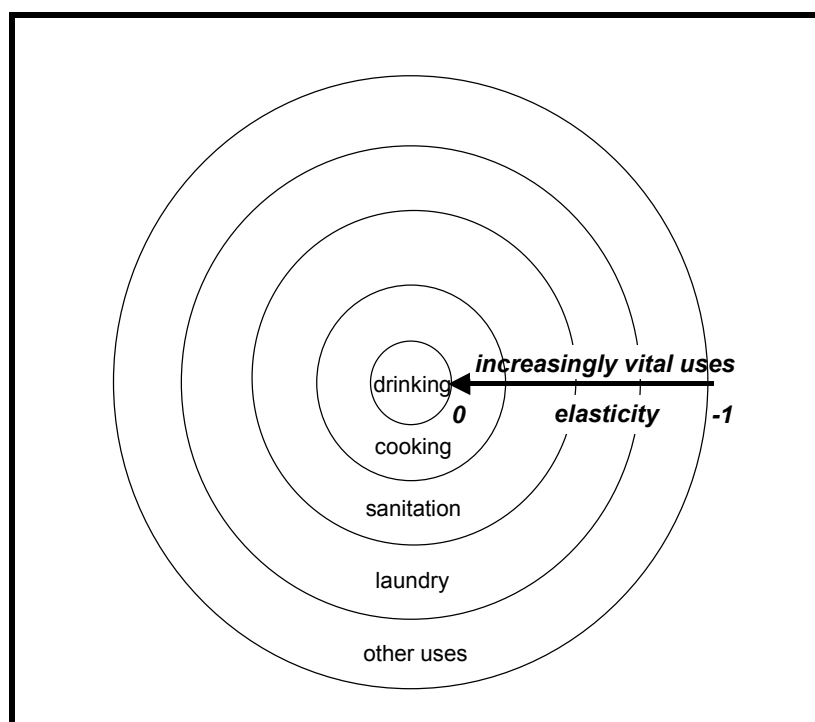 increasingly vital uses
drinking
0 elasticity -1
cooking
sanitation
laundry
other uses